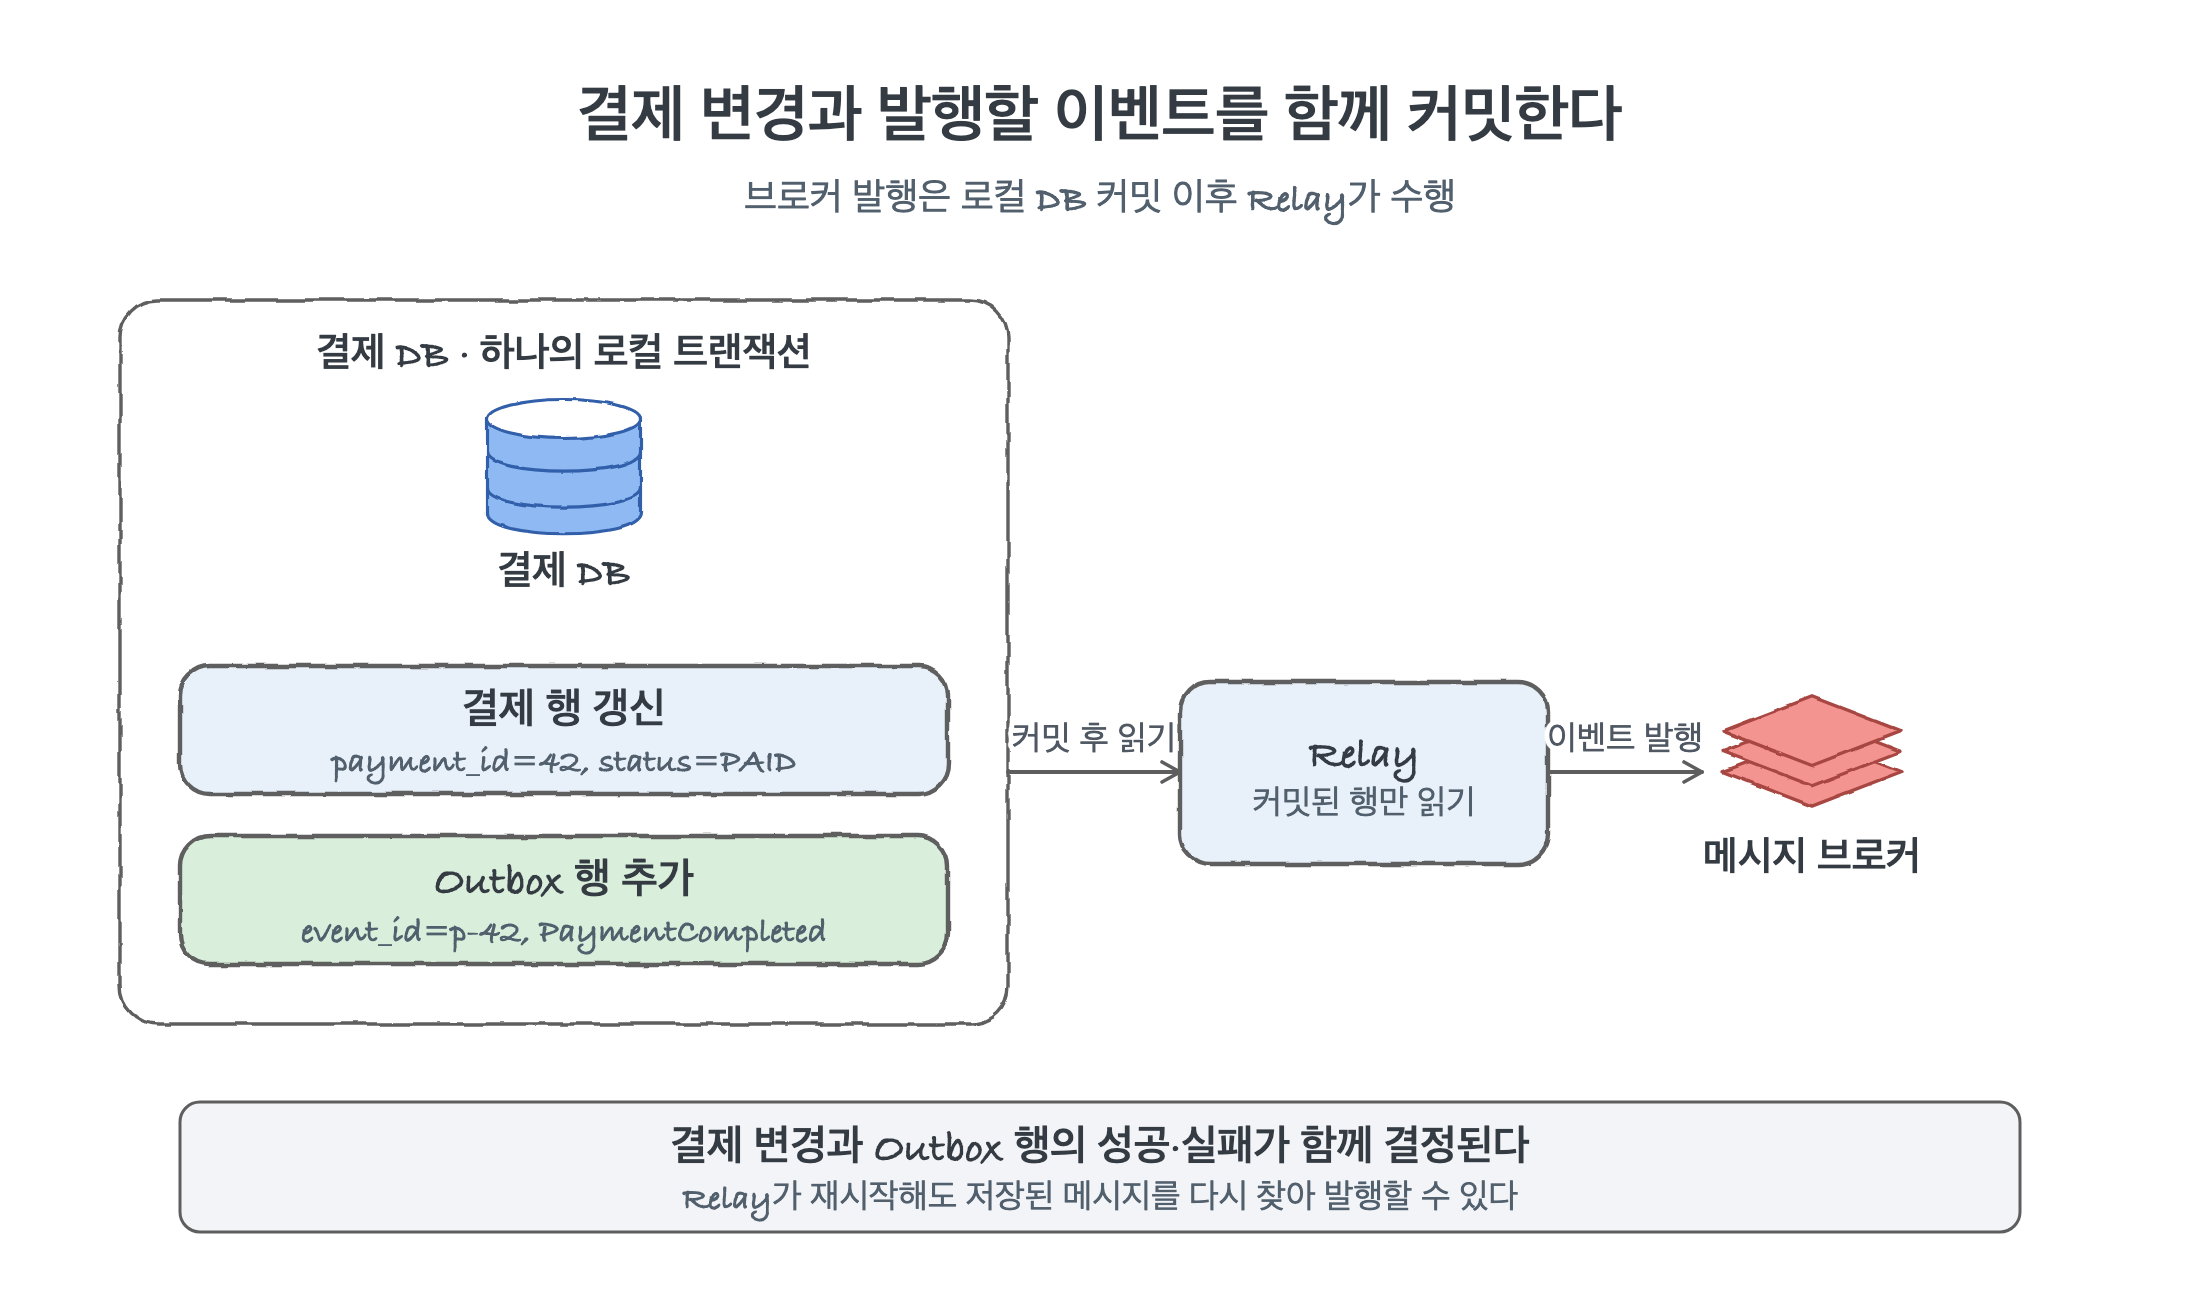 결제 변경과 발행할 이벤트를 함께 커밋한다
브로커 발행은 로컬 DB 커밋 이후 Relay가 수행
결제 DB · 하나의 로컬 트랜잭션
결제 DB
결제 행 갱신
payment_id=42, status=PAID
Outbox 행 추가
event_id=p-42, PaymentCompleted
커밋 후 읽기
Relay
커밋된 행만 읽기
이벤트 발행
메시지 브로커
결제 변경과 Outbox 행의 성공·실패가 함께 결정된다
Relay가 재시작해도 저장된 메시지를 다시 찾아 발행할 수 있다